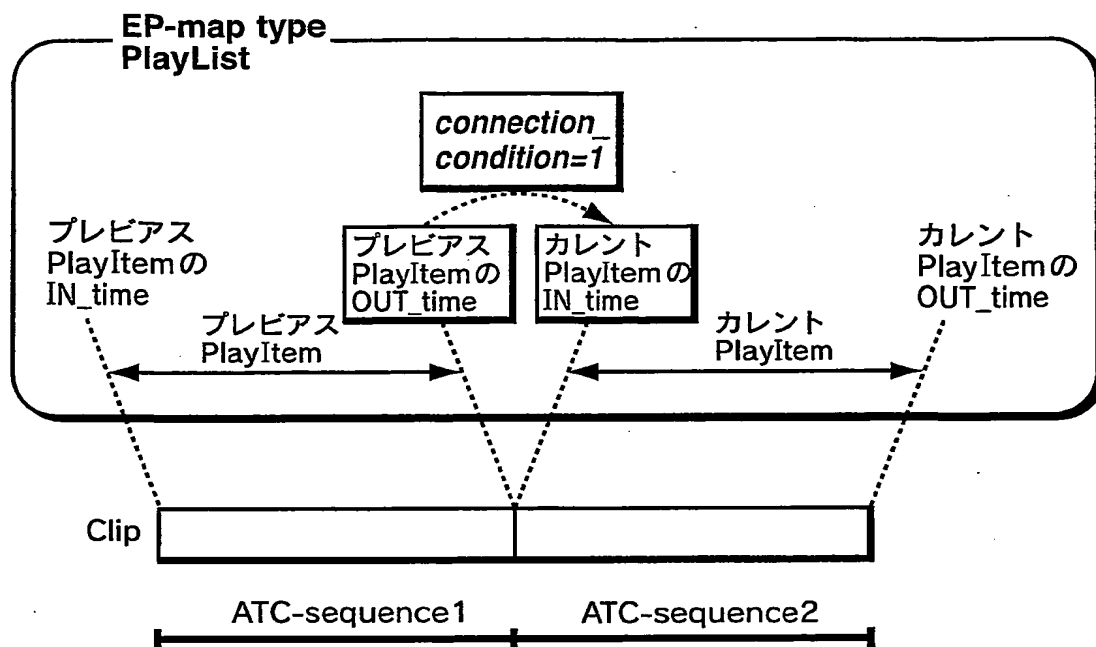 EP-map type
PlayList
connection_
condition=1
プレビアス
PlayItemの
IN_time
プレビアス
PlayItemの
OUT_time
カレント
PlayItemの
IN_time
カレント
PlayItemの
OUT_time
プレビアス
PlayItem
カレント
PlayItem
Clip
ATC-sequence1
ATC-sequence2